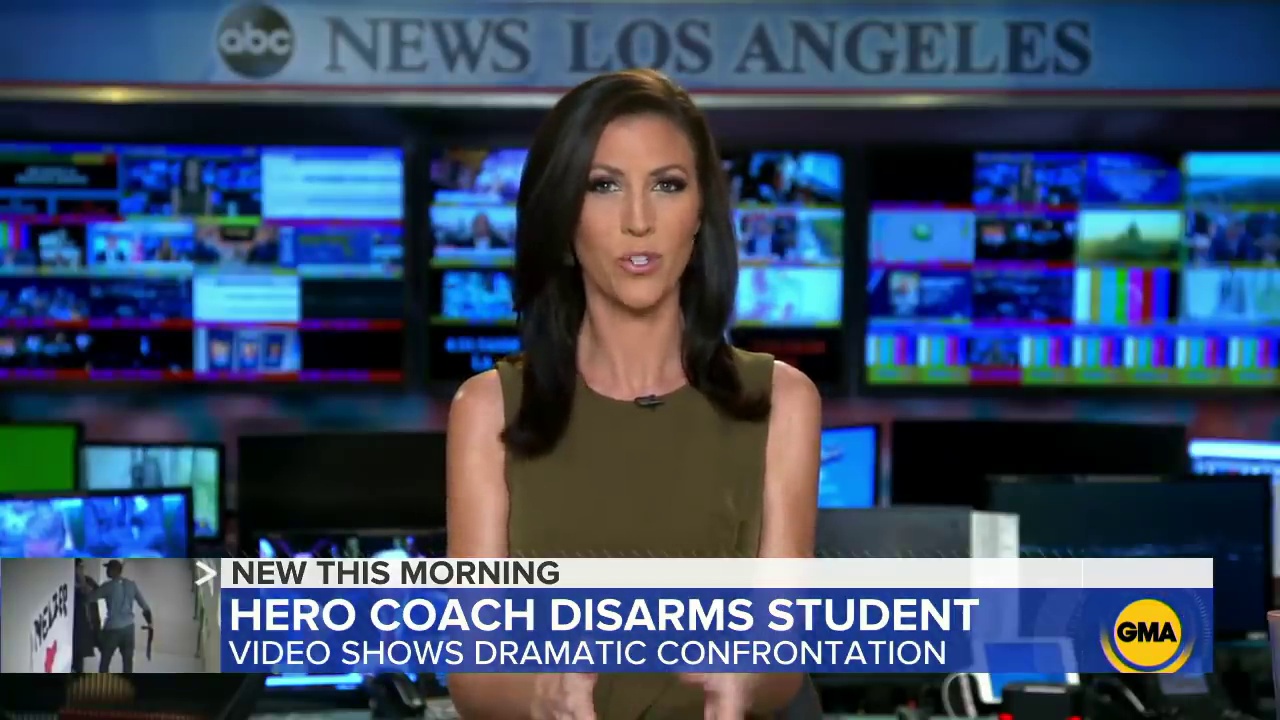 abc NEWS LOS ANGELES
NEW THIS MORNING
HERO COACH DISARMS STUDENT
VIDEO SHOWS DRAMATIC CONFRONTATION
GMA